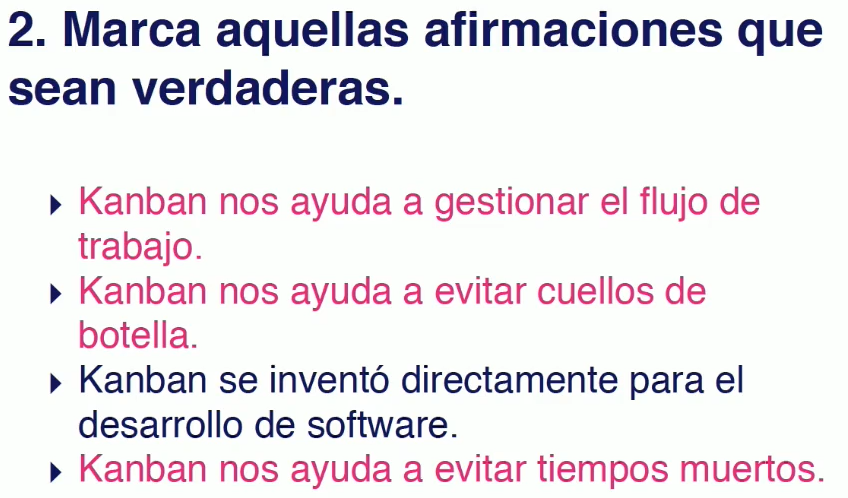 2. Marca aquellas afirmaciones que
sean verdaderas.
Kanban nos ayuda a gestionar el flujo de
trabajo.
Kanban nos ayuda a evitar cuellos de
botella.
Kanban se inventó directamente para el
desarrollo de software.
Kanban nos ayuda a evitar tiempos muertos.